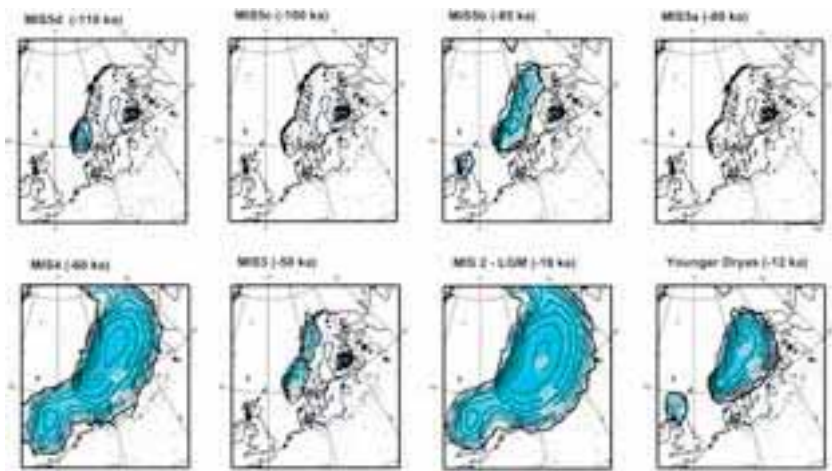 MIS5d (-110 ka)
MIS5c (-100 ka)
MIS5b (-85 ka)
MIS5a (-80 ka)
MIS4 (-60 ka)
MIS3 (-50 ka)
MIS 2 - LGM (-18 ka)
Younger Dryas (-12 ka)